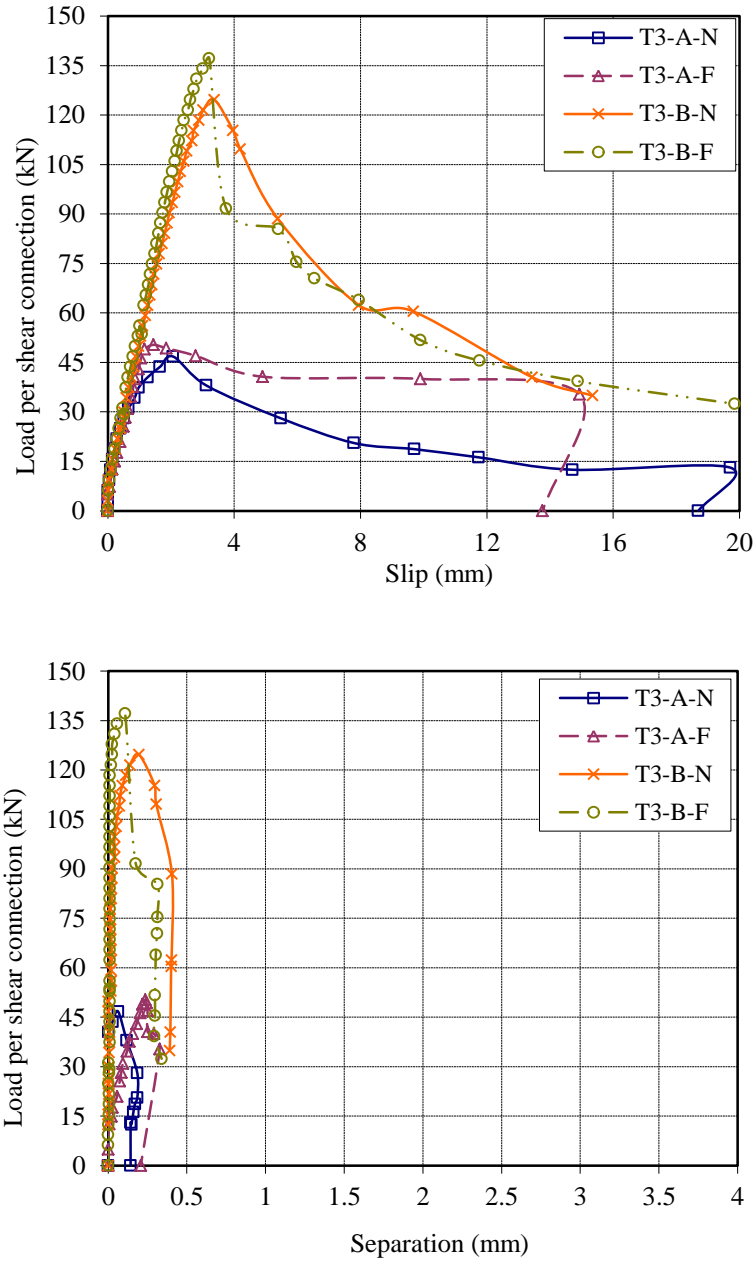 Load per shear connection (kN)
150
135
120
105
90
75
60
45
30
15
0
T3-A-N
T3-A-F
T3-B-N
T3-B-F
0 4 8 12 16 20
Slip (mm)
Load per shear connection (kN)
150
135
120
105
90
75
60
45
30
15
0
T3-A-N
T3-A-F
T3-B-N
T3-B-F
0 0.5 1 1.5 2 2.5 3 3.5 4
Separation (mm)